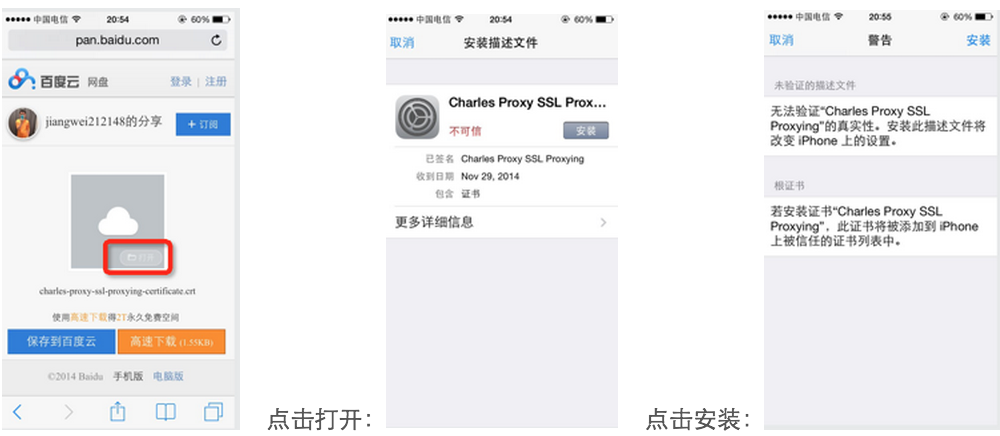 中国电信 20:54 60%
pan.baidu.com
百度云 网盘 登录 | 注册
jiangwei212148的分享 + 订阅
打开
charles-proxy-ssl-proxying-certificate.crt
使用高速下载得2T永久免费空间
保存到百度云 高速下载 (1.55KB)
©2014 Baidu 手机版 电脑版
点击打开：
中国电信 20:54 60%
取消 安装描述文件
Charles Proxy SSL Prox...
不可信 安装
已签名 Charles Proxy SSL Proxying
收到日期 Nov 29, 2014
包含 证书
更多详细信息
点击安装：
中国电信 20:55 60%
取消 警告 安装
未验证的描述文件
无法验证“Charles Proxy SSL
Proxying”的真实性。安装此描述文件将
改变 iPhone 上的设置。
根证书
若安装证书“Charles Proxy SSL
Proxying”，此证书将被添加到 iPhone
上被信任的证书列表中。